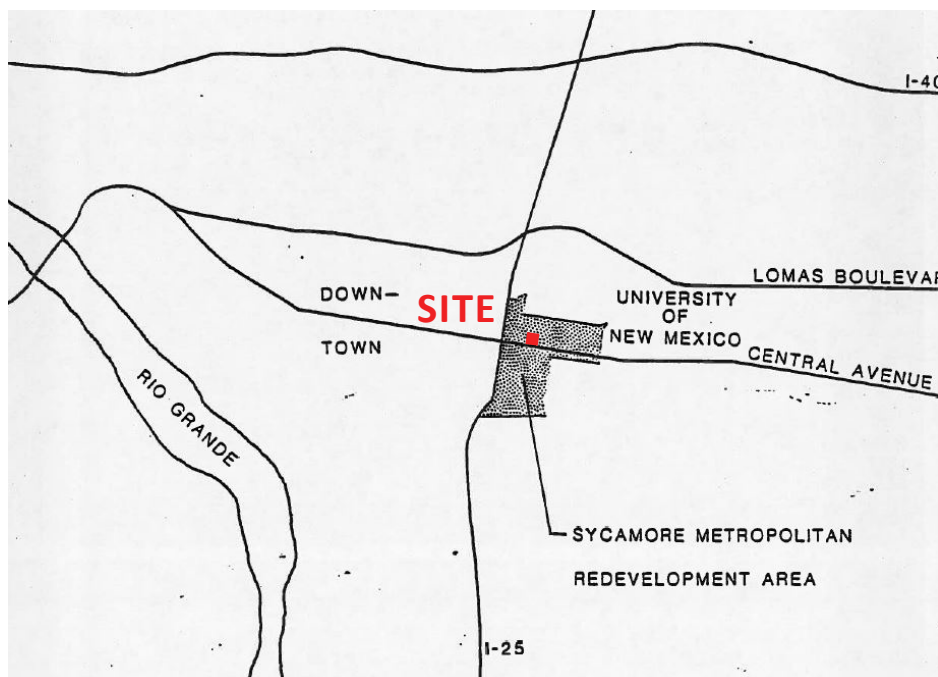 I-40
LOMAS BOULEVAR
DOWN-
TOWN
SITE
UNIVERSITY
OF
NEW MEXICO
CENTRAL AVENUE
RIO GRANDE
SYCAMORE METROPOLITAN
REDEVELOPMENT AREA
I-25